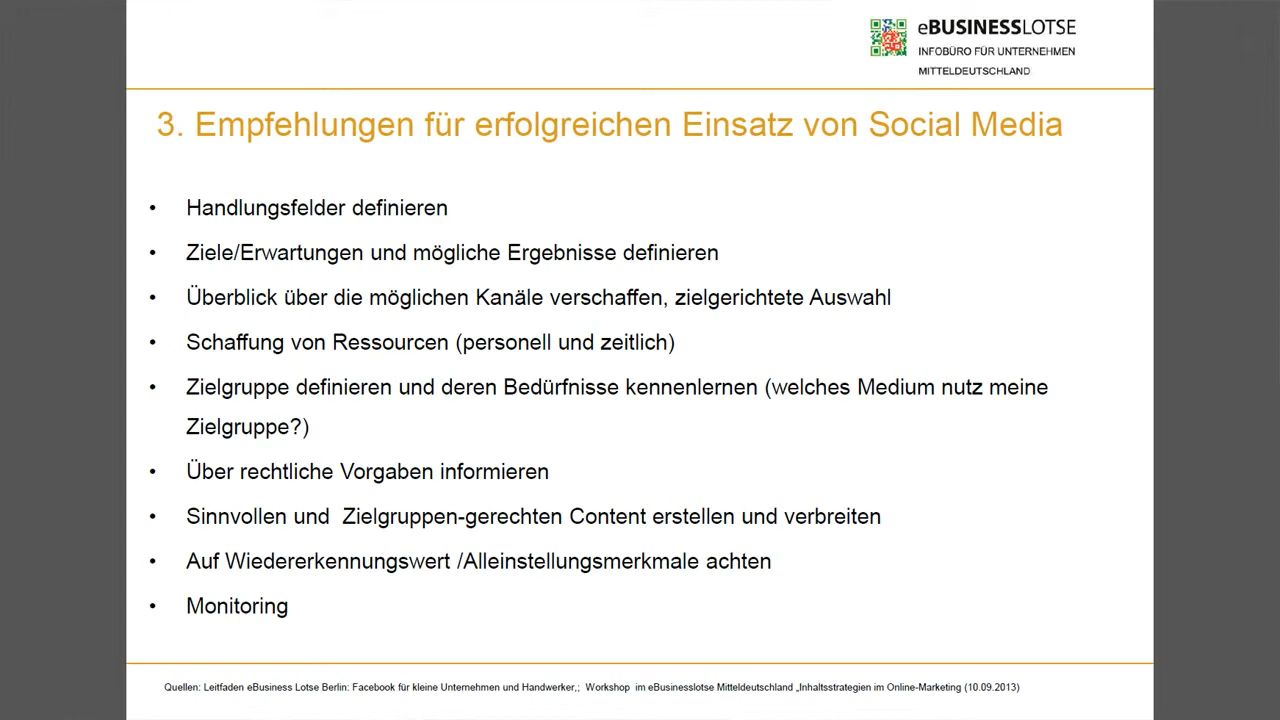 eBUSINESSLOTSE
INFOBÜRO FÜR UNTERNEHMEN
MITTELDEUTSCHLAND
3. Empfehlungen für erfolgreichen Einsatz von Social Media
• Handlungsfelder definieren
• Ziele/Erwartungen und mögliche Ergebnisse definieren
• Überblick über die möglichen Kanäle verschaffen, zielgerichtete Auswahl
• Schaffung von Ressourcen (personell und zeitlich)
• Zielgruppe definieren und deren Bedürfnisse kennenlernen (welches Medium nutz meine
Zielgruppe?)
• Über rechtliche Vorgaben informieren
• Sinnvollen und  Zielgruppen-gerechten Content erstellen und verbreiten
• Auf Wiedererkennungswert /Alleinstellungsmerkmale achten
• Monitoring
Quellen: Leitfaden eBusiness Lotse Berlin: Facebook für kleine Unternehmen und Handwerker,;  Workshop  im eBusinesslotse Mitteldeutschland „Inhaltsstrategien im Online-Marketing (10.09.2013)